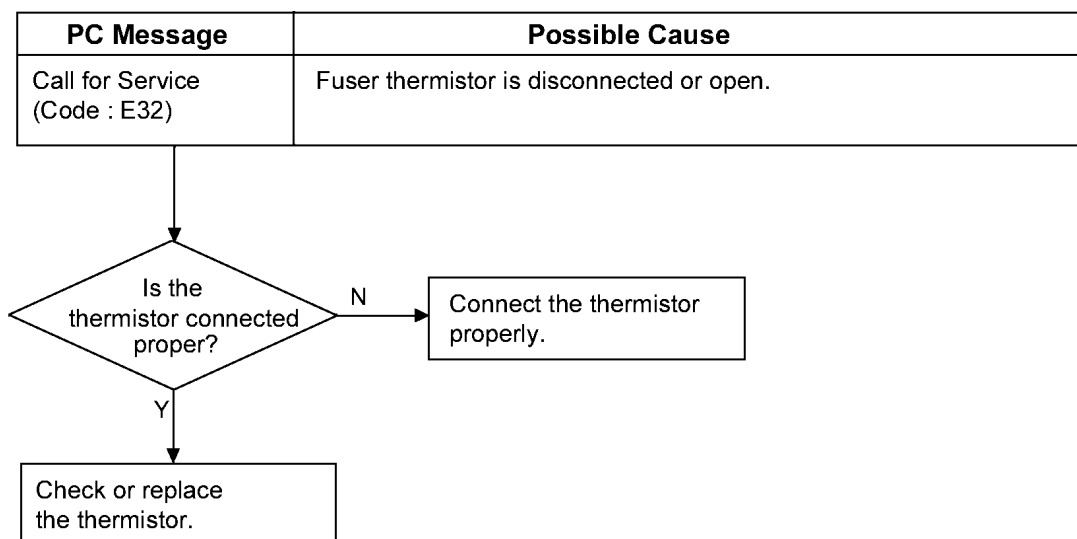 PC Message
Possible Cause
Call for Service
(Code : E32)
Fuser thermistor is disconnected or open.
Is the
thermistor connected
proper?
N
Connect the thermistor
properly.
Y
Check or replace
the thermistor.